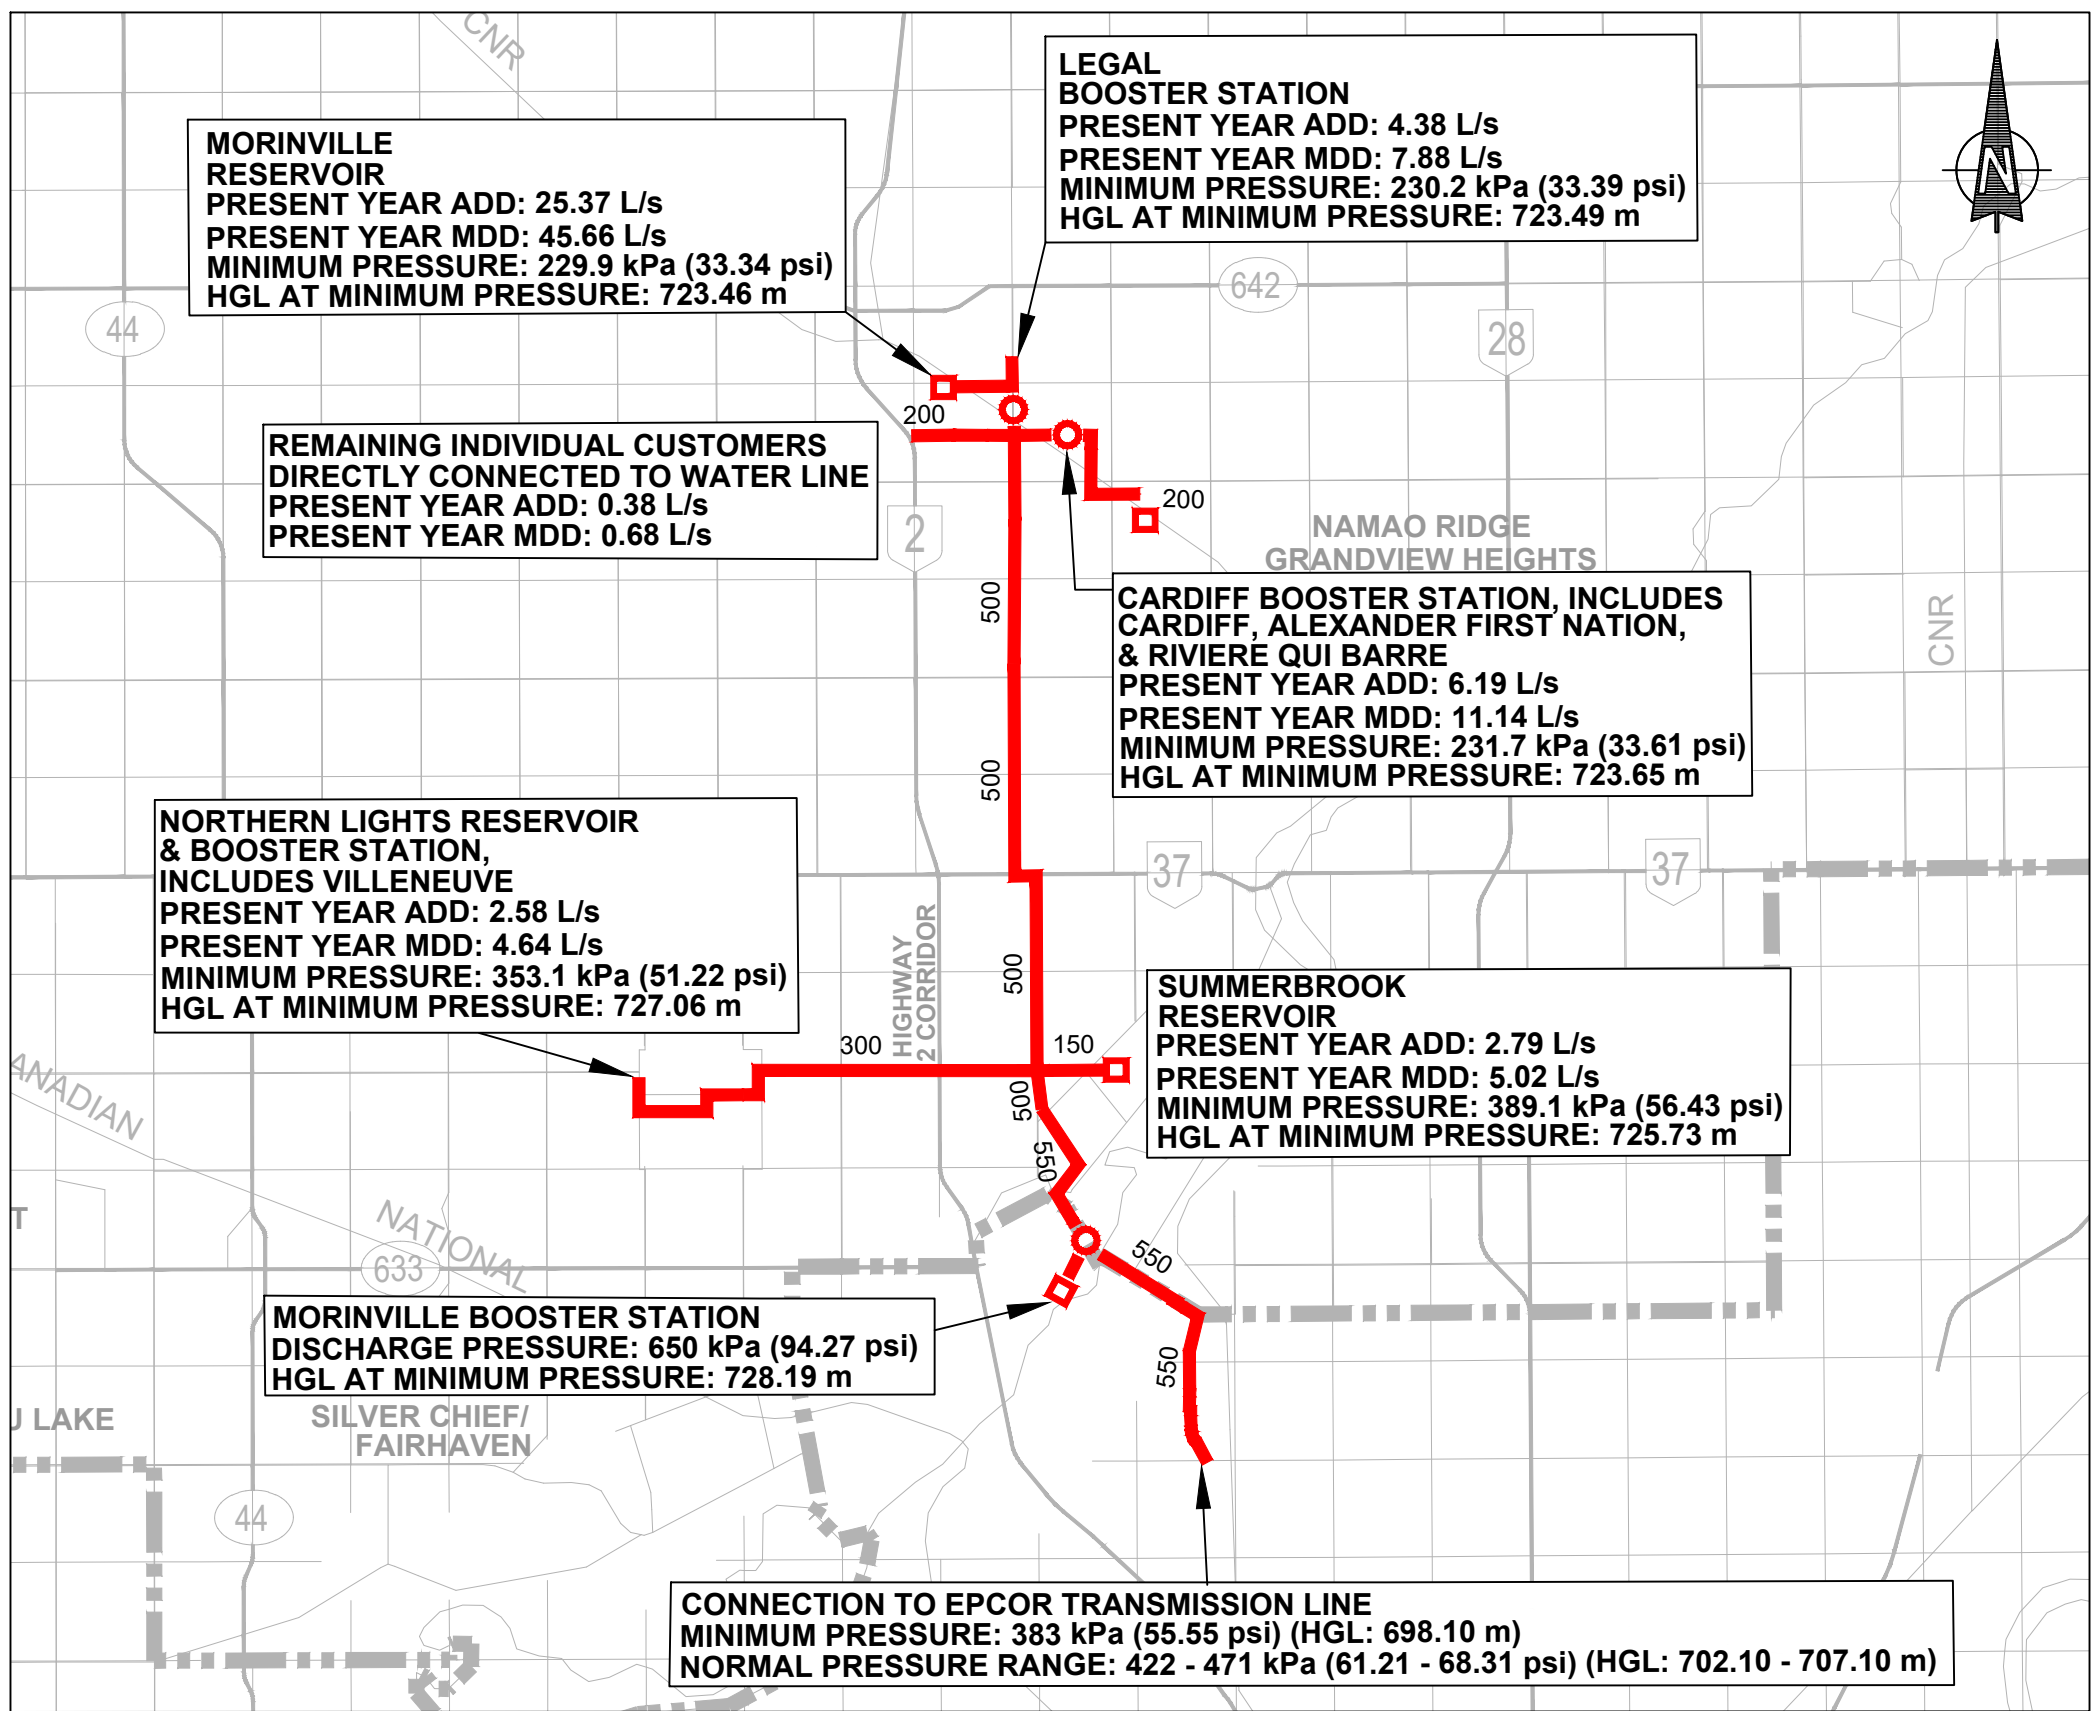 CNR
LEGAL
BOOSTER STATION
PRESENT YEAR ADD: 4.38 L/s
PRESENT YEAR MDD: 7.88 L/s
MINIMUM PRESSURE: 230.2 kPa (33.39 psi)
HGL AT MINIMUM PRESSURE: 723.49 m
N
MORINVILLE
RESERVOIR
PRESENT YEAR ADD: 25.37 L/s
PRESENT YEAR MDD: 45.66 L/s
MINIMUM PRESSURE: 229.9 kPa (33.34 psi)
HGL AT MINIMUM PRESSURE: 723.46 m
642
44
28
200
REMAINING INDIVIDUAL CUSTOMERS
DIRECTLY CONNECTED TO WATER LINE
PRESENT YEAR ADD: 0.38 L/s
PRESENT YEAR MDD: 0.68 L/s
2
200
NAMAO RIDGE
GRANDVIEW HEIGHTS
500
CARDIFF BOOSTER STATION, INCLUDES
CARDIFF, ALEXANDER FIRST NATION,
& RIVIERE QUI BARRE
PRESENT YEAR ADD: 6.19 L/s
PRESENT YEAR MDD: 11.14 L/s
MINIMUM PRESSURE: 231.7 kPa (33.61 psi)
HGL AT MINIMUM PRESSURE: 723.65 m
CNR
500
NORTHERN LIGHTS RESERVOIR
& BOOSTER STATION,
INCLUDES VILLENEUVE
PRESENT YEAR ADD: 2.58 L/s
PRESENT YEAR MDD: 4.64 L/s
MINIMUM PRESSURE: 353.1 kPa (51.22 psi)
HGL AT MINIMUM PRESSURE: 727.06 m
37
37
HIGHWAY
2 CORRIDOR
500
SUMMERBROOK
RESERVOIR
PRESENT YEAR ADD: 2.79 L/s
PRESENT YEAR MDD: 5.02 L/s
MINIMUM PRESSURE: 389.1 kPa (56.43 psi)
HGL AT MINIMUM PRESSURE: 725.73 m
300
150
500
ANADIAN
550
T
NATIONAL
633
550
MORINVILLE BOOSTER STATION
DISCHARGE PRESSURE: 650 kPa (94.27 psi)
HGL AT MINIMUM PRESSURE: 728.19 m
550
LAKE
SILVER CHIEF/
FAIRHAVEN
44
CONNECTION TO EPCOR TRANSMISSION LINE
MINIMUM PRESSURE: 383 kPa (55.55 psi) (HGL: 698.10 m)
NORMAL PRESSURE RANGE: 422 - 471 kPa (61.21 - 68.31 psi) (HGL: 702.10 - 707.10 m)